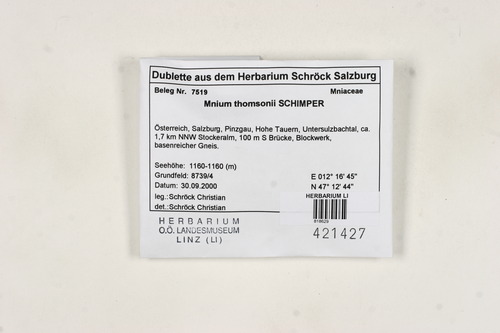 Dublette aus dem Herbarium Schröck Salzburg
Beleg Nr. 7519 Mniaceae
Mnium thomsonii SCHIMPER
Österreich, Salzburg, Pinzgau, Hohe Tauern, Untersulzbachtal, ca.
1,7 km NNW Stockeralm, 100 m S Brücke, Blockwerk,
basenreicher Gneis.
Seehöhe: 1160-1160 (m)
Grundfeld: 8739/4 E 012° 16' 45"
Datum: 30.09.2000 N 47° 12' 44"
leg.: Schröck Christian HERBARIUM LI
det.: Schröck Christian
HERBARIUM
O.Ö. LANDESMUSEUM
LINZ (LI)
421427